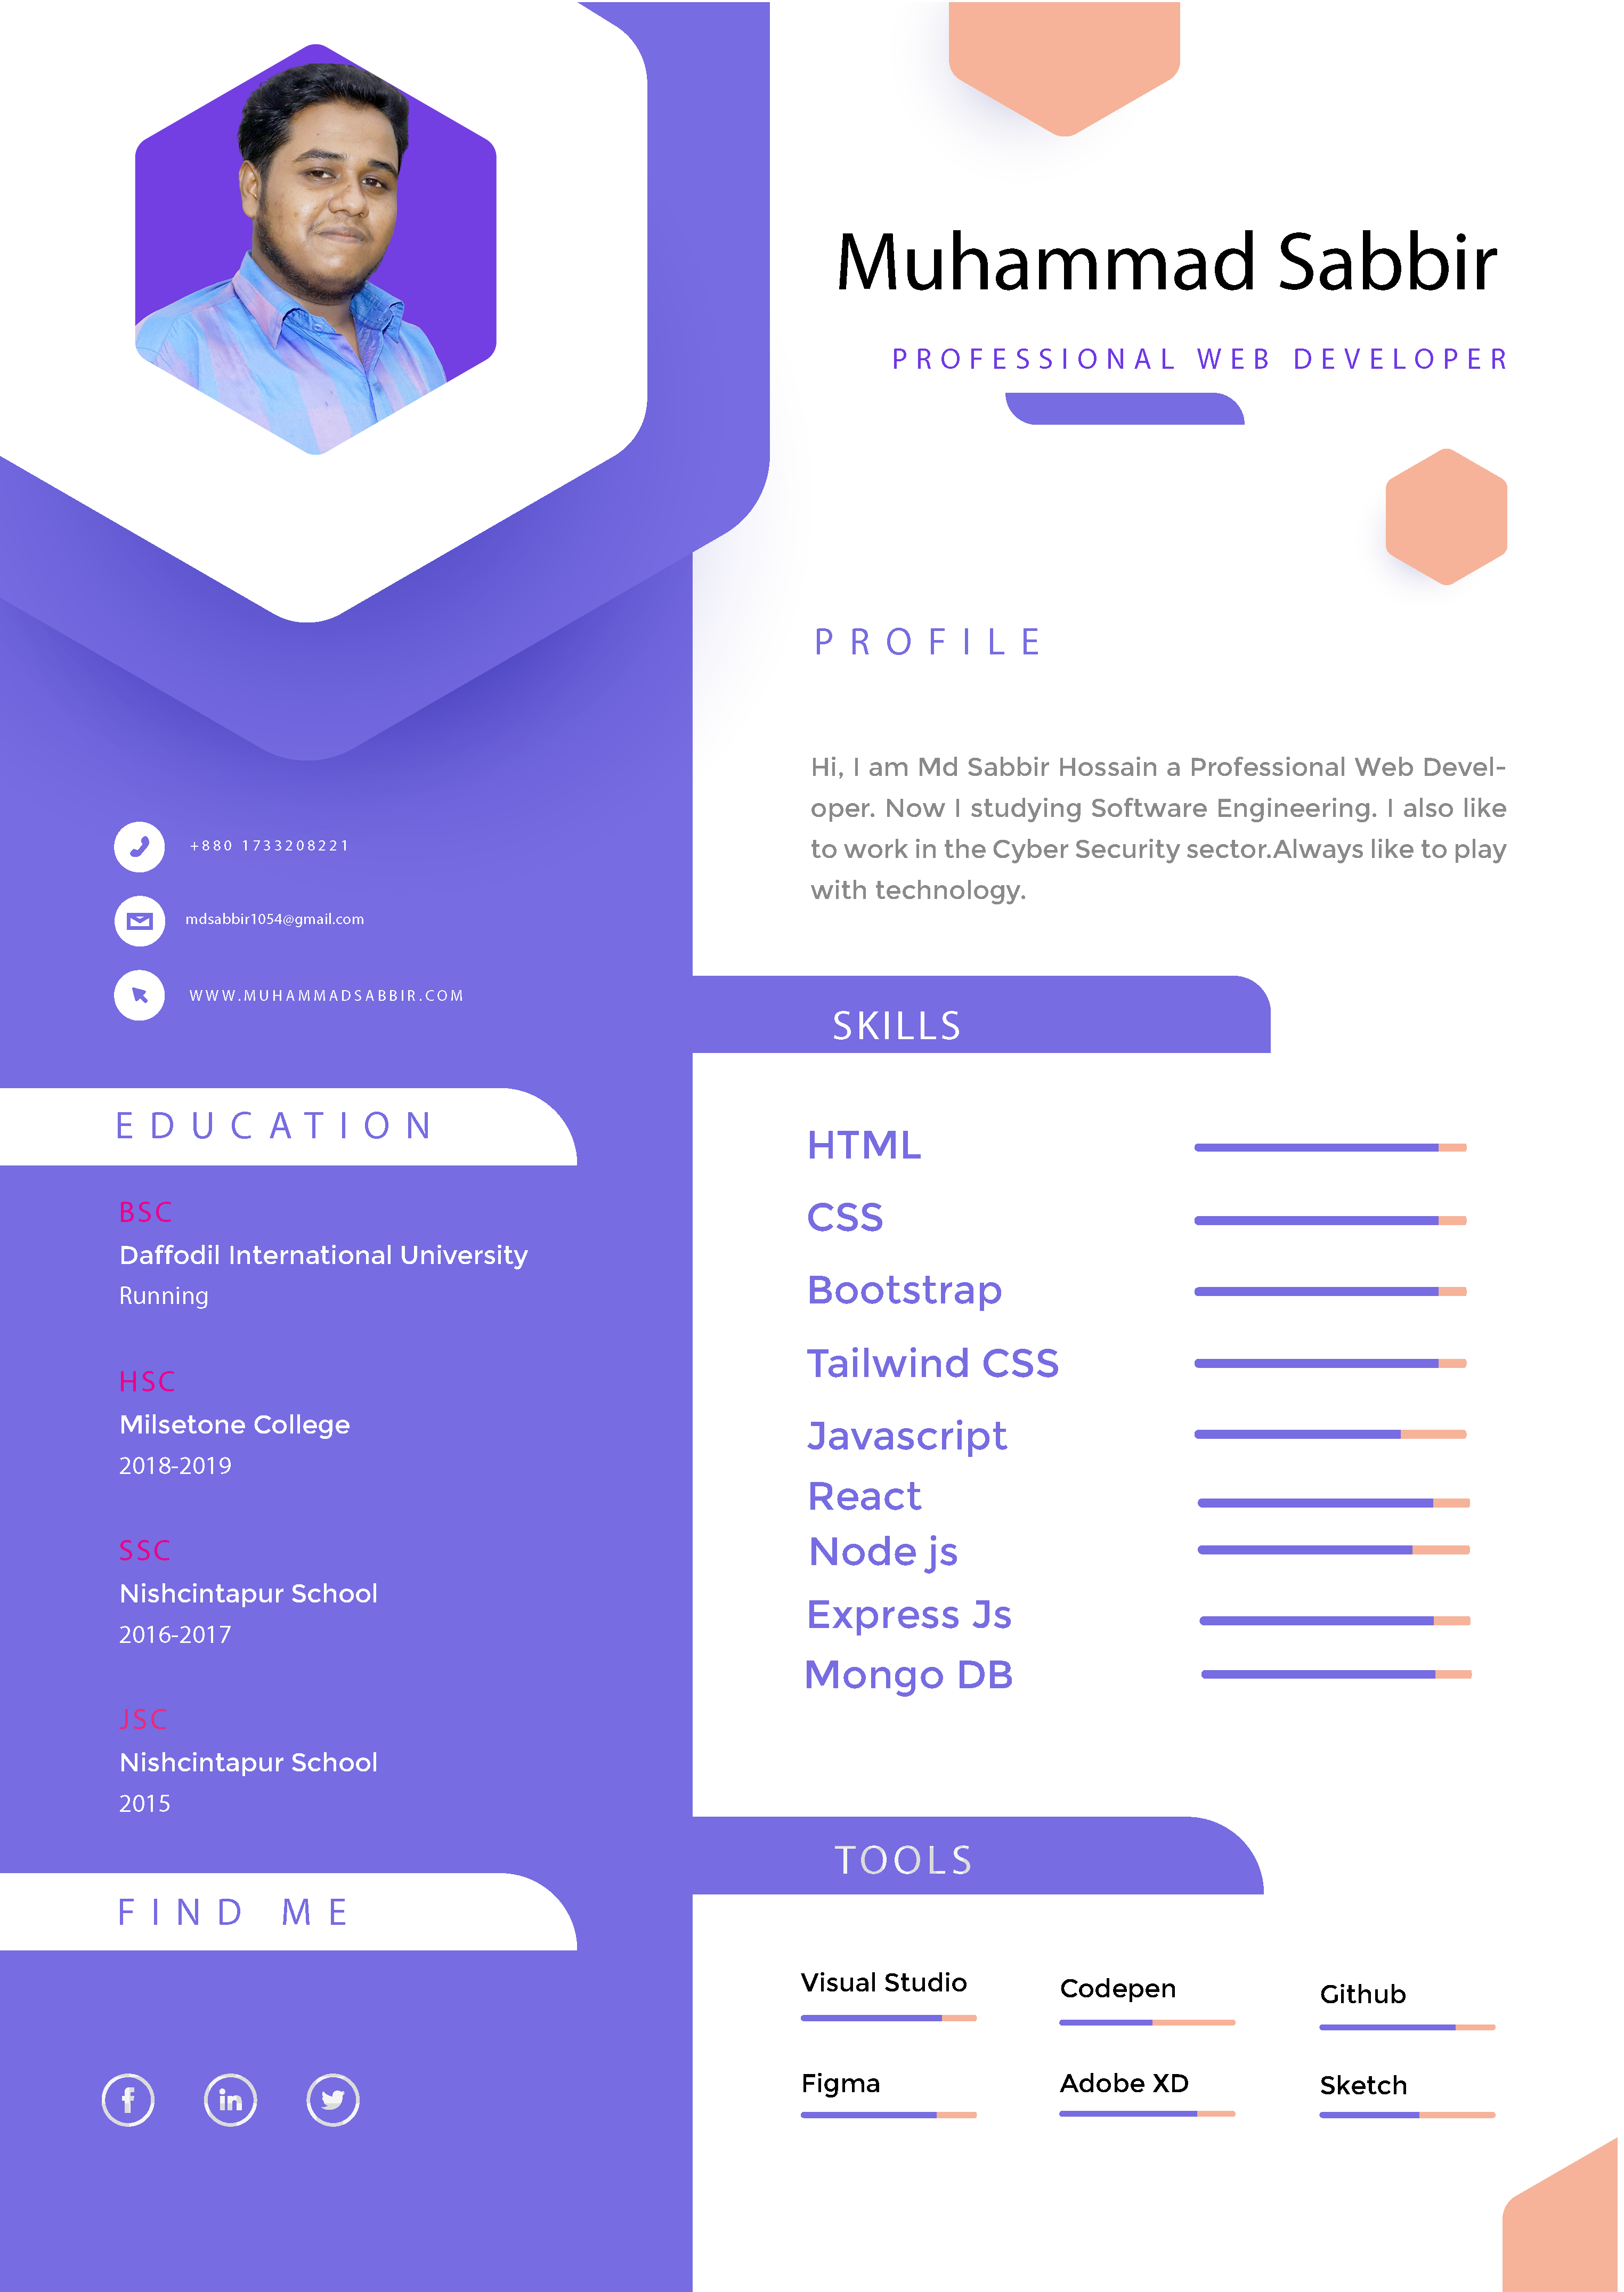 Muhammad Sabbir
PROFESSIONAL WEB DEVELOPER
PROFILE
Hi, I am Md Sabbir Hossain a Professional Web Devel-
oper. Now I studying Software Engineering. I also like
to work in the Cyber Security sector.Always like to play
with technology.
+880 1733208221
mdsabbir1054@gmail.com
WWW.MUHAMMADSABBIR.COM
EDUCATION
BSC
Daffodil International University
Running
HSC
Milsetone College
2018-2019
SSC
Nishcintapur School
2016-2017
JSC
Nishcintapur School
2015
FIND ME
f
in
SKILLS
HTML
CSS
Bootstrap
Tailwind CSS
Javascript
React
Node js
Express Js
Mongo DB
TOOLS
Visual Studio
Codepen
Github
Figma
Adobe XD
Sketch